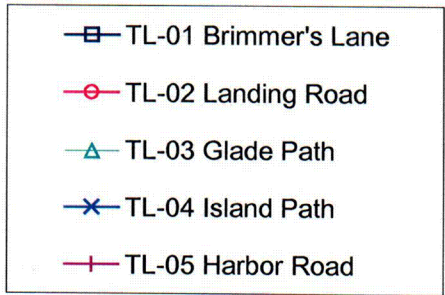 TL-01 Brimmer's Lane
TL-02 Landing Road
TL-03 Glade Path
TL-04 Island Path
TL-05 Harbor Road